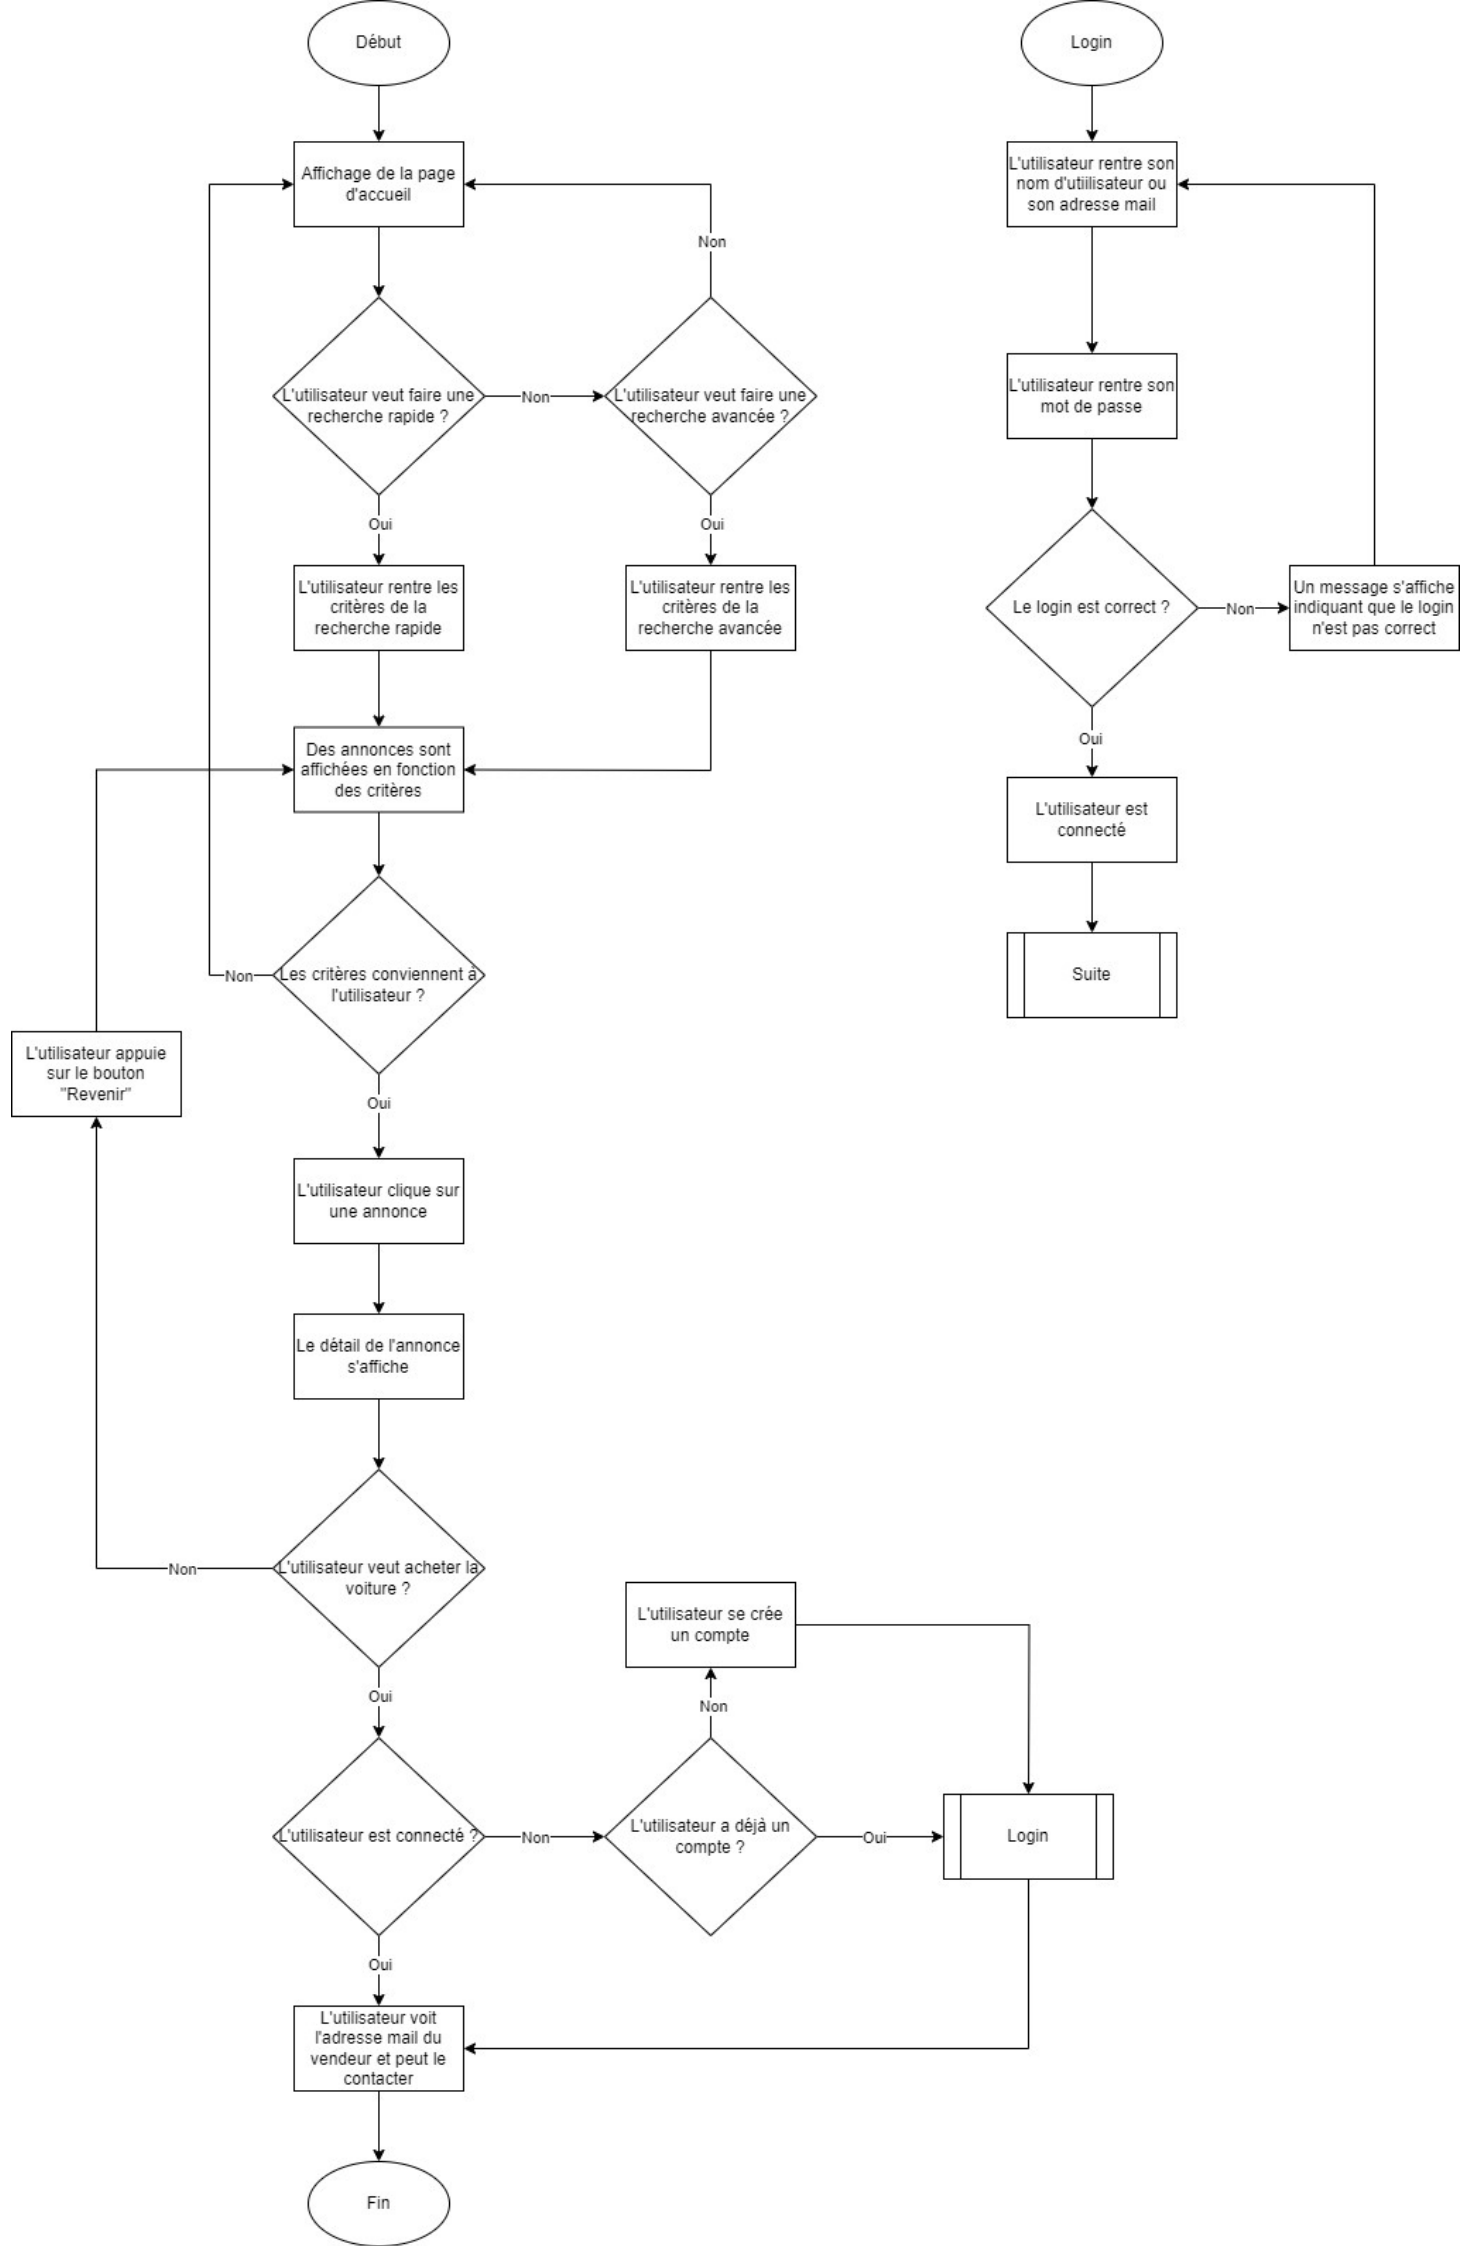 Début
Affichage de la page
d'accueil
Non
L'utilisateur veut faire une
recherche rapide ?
Non
L'utilisateur veut faire une
recherche avancée ?
Oui
Oui
L'utilisateur rentre les
critères de la
recherche rapide
L'utilisateur rentre les
critères de la
recherche avancée
Des annonces sont
affichées en fonction
des critères
Non
Les critères conviennent à
l'utilisateur ?
L'utilisateur appuie
sur le bouton
"Revenir"
Oui
L'utilisateur clique sur
une annonce
Le détail de l'annonce
s'affiche
Non
L'utilisateur veut acheter la
voiture ?
Oui
L'utilisateur se crée
un compte
Non
L'utilisateur est connecté ?
Non
L'utilisateur a déjà un
compte ?
Oui
Login
Oui
L'utilisateur voit
l'adresse mail du
vendeur et peut le
contacter
Fin
Login
L'utilisateur rentre son
nom d'utiilisateur ou
son adresse mail
L'utilisateur rentre son
mot de passe
Le login est correct ?
Non
Un message s'affiche
indiquant que le login
n'est pas correct
Oui
L'utilisateur est
connecté
Suite